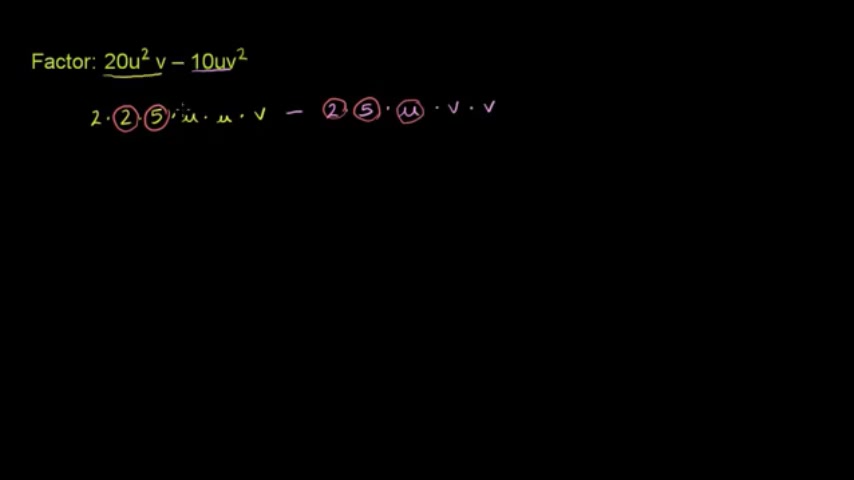 Factor: 20u² v – 10uv²
2 · 2 · 5 · u · u · v – 2 · 5 · u · v · v